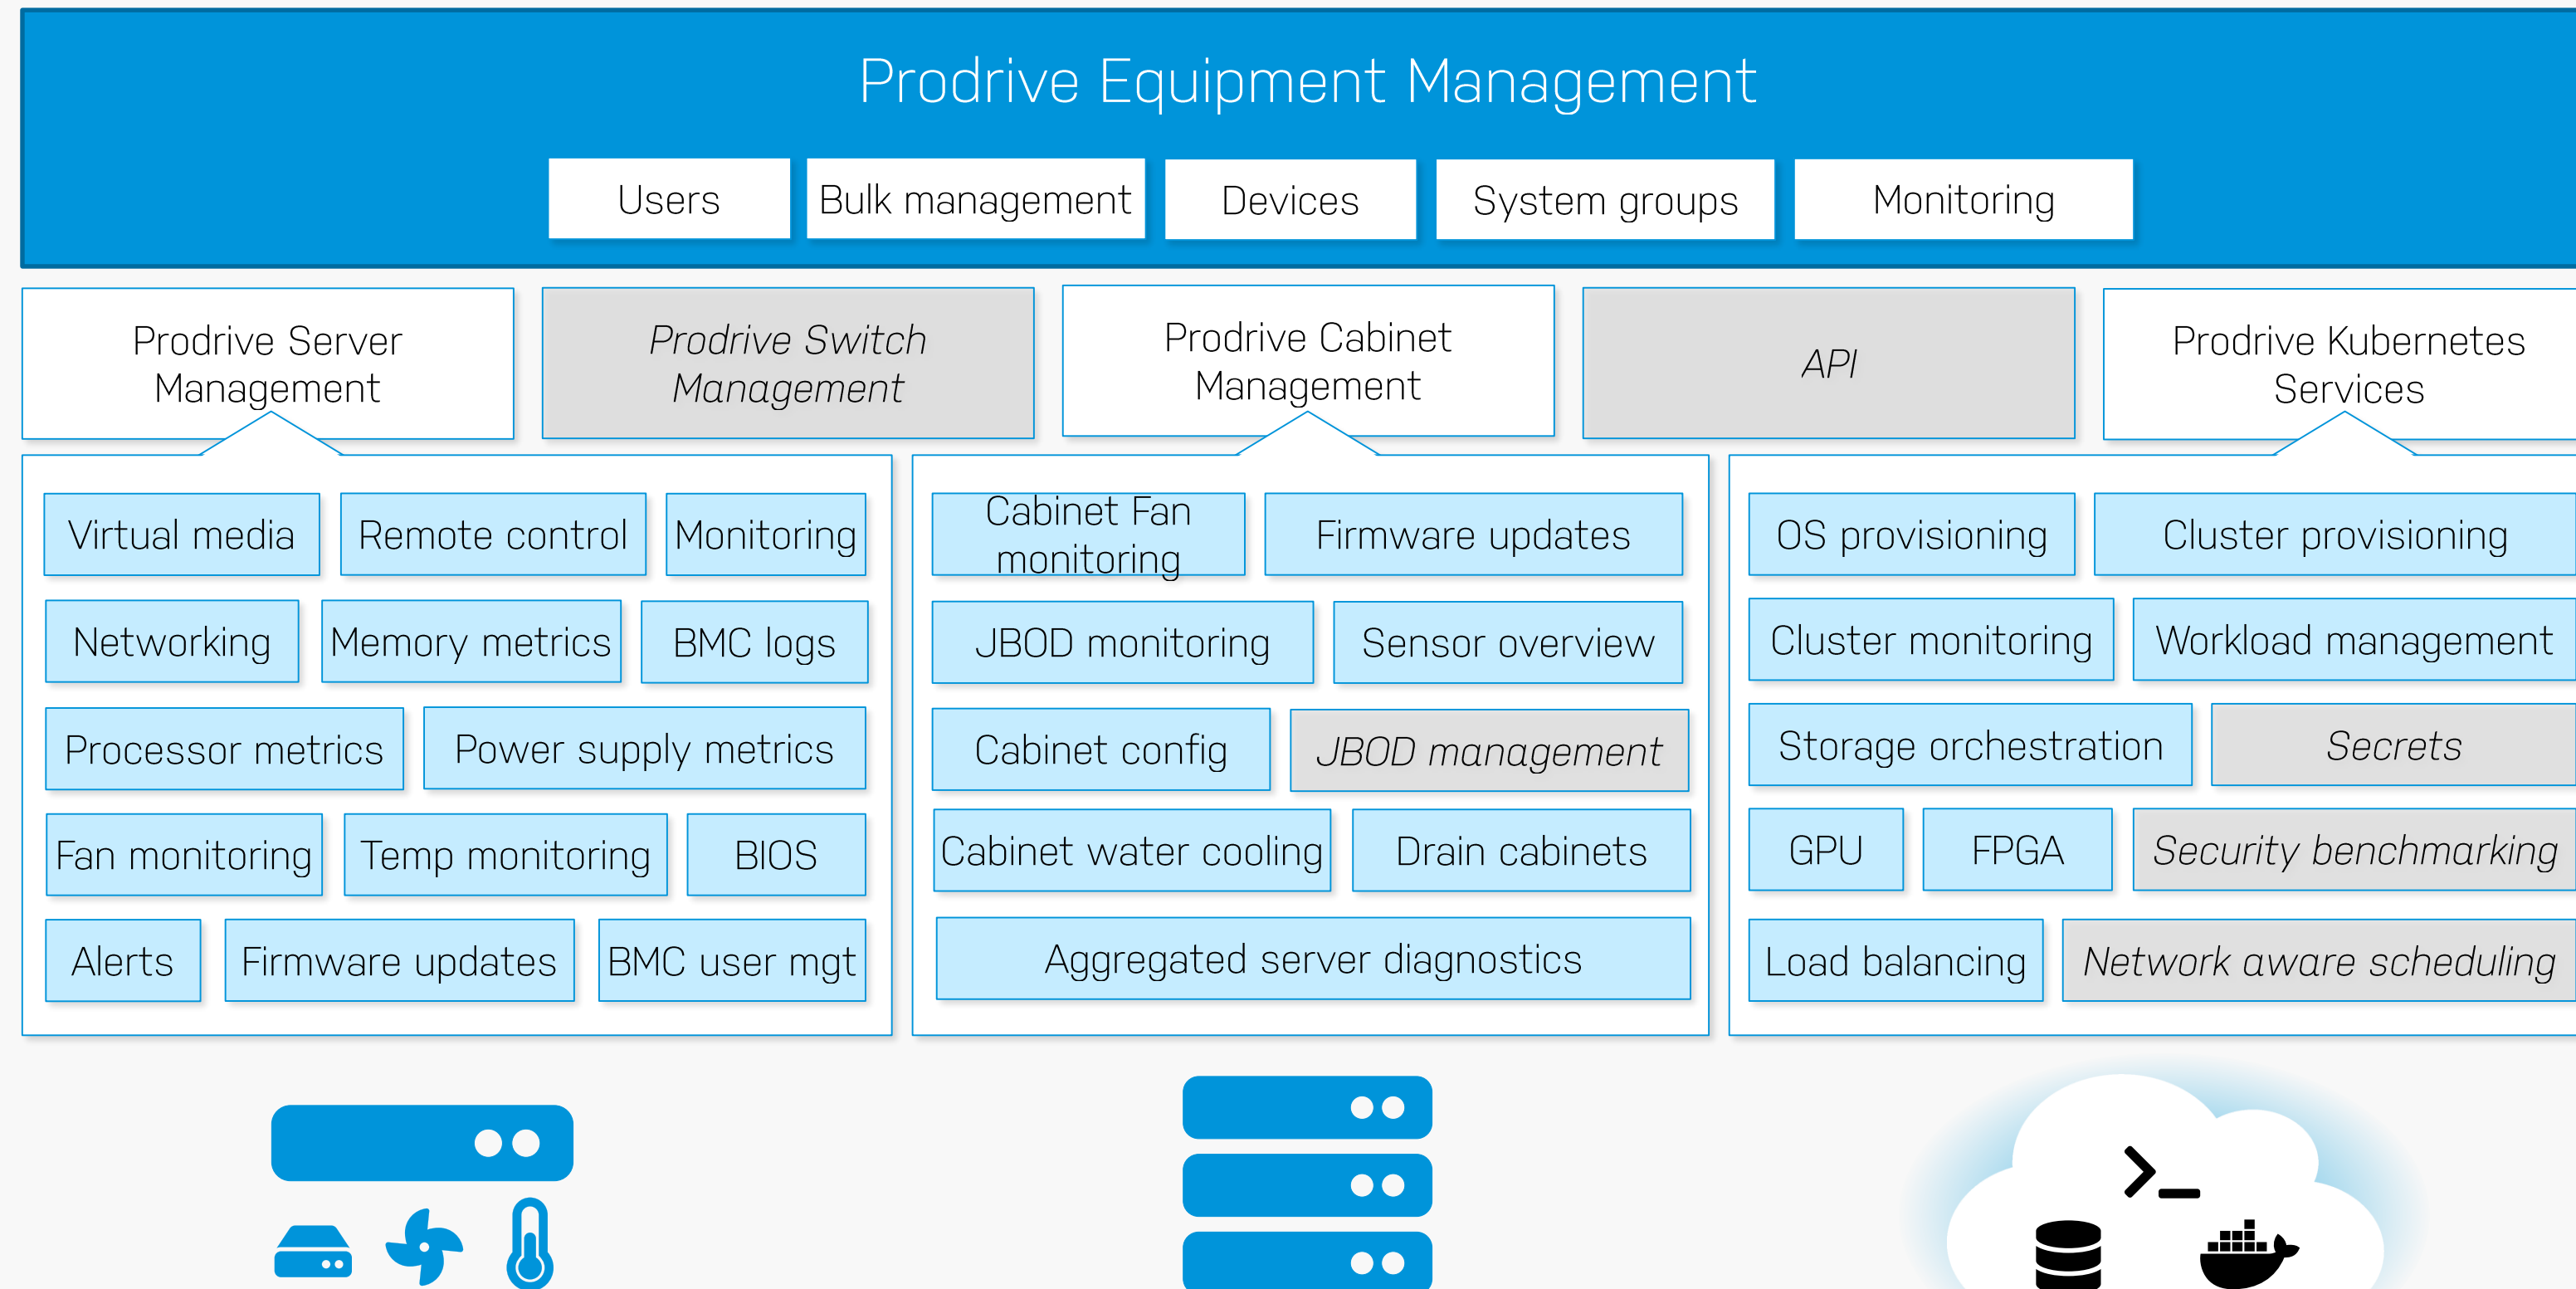 Prodrive Equipment Management
Users
Bulk management
Devices
System groups
Monitoring
Prodrive Server
Management
Prodrive Switch
Management
Prodrive Cabinet
Management
API
Prodrive Kubernetes
Services
Virtual media
Remote control
Monitoring
Networking
Memory metrics
BMC logs
Processor metrics
Power supply metrics
Fan monitoring
Temp monitoring
BIOS
Alerts
Firmware updates
BMC user mgt
Cabinet Fan
monitoring
Firmware updates
JBOD monitoring
Sensor overview
Cabinet config
JBOD management
Cabinet water cooling
Drain cabinets
Aggregated server diagnostics
OS provisioning
Cluster provisioning
Cluster monitoring
Workload management
Storage orchestration
Secrets
GPU
FPGA
Security benchmarking
Load balancing
Network aware scheduling